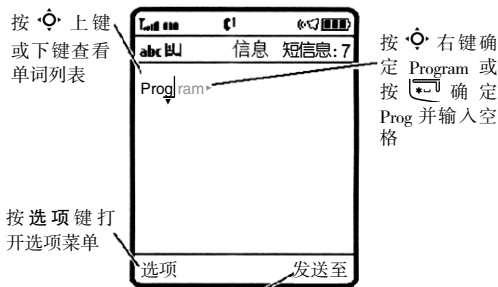 按 上键
或下键查看
单词列表
abc
信息 短信息: 7
Prog ram
按 右键确
定 Program 或
按 确定
Prog 并输入空
格
按选项键打
开选项菜单
选项 发送至